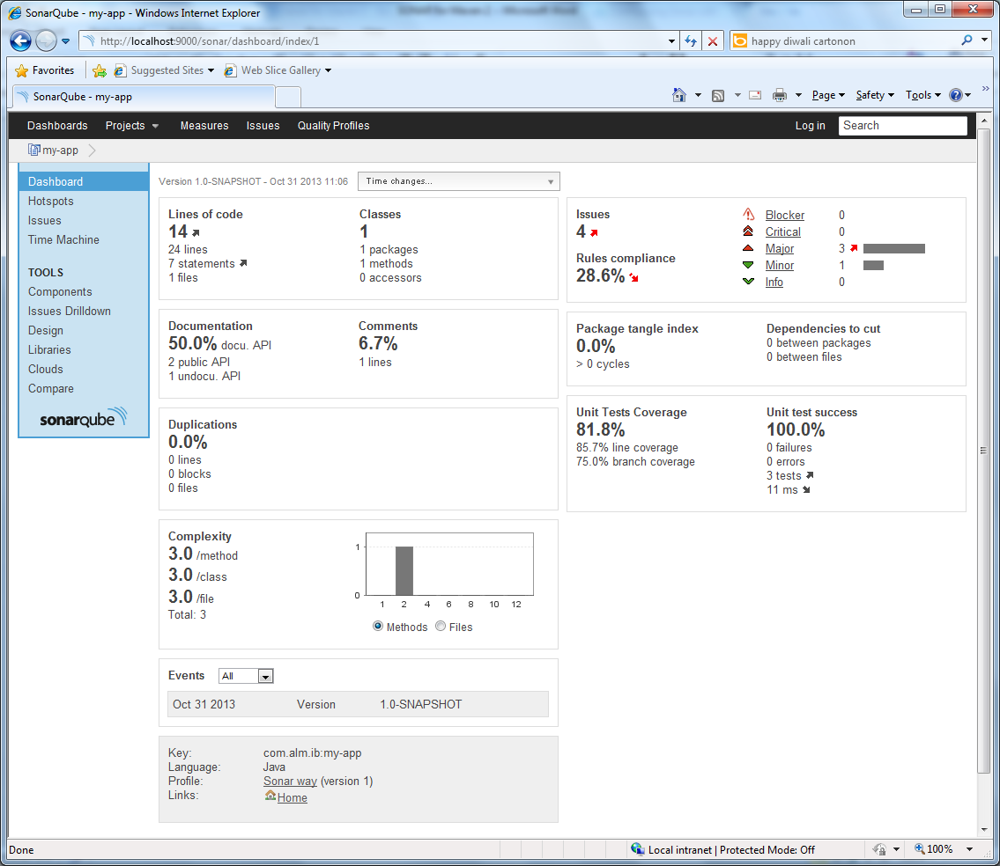 SonarQube - my-app - Windows Internet Explorer
http://localhost:9000/sonar/dashboard/index/1
happy diwali cartonon
Favorites Suggested Sites Web Slice Gallery
SonarQube - my-app
Page Safety Tools
Dashboards Projects Measures Issues Quality Profiles Log in Search
my-app
Dashboard
Hotspots
Issues
Time Machine
TOOLS
Components
Issues Drilldown
Design
Libraries
Clouds
Compare
sonarqube
Version 1.0-SNAPSHOT - Oct 31 2013 11:06 Time changes...
Lines of code
14
24 lines
7 statements
1 files
Classes
1
1 packages
1 methods
0 accessors
Documentation
50.0% docu. API
2 public API
1 undocu. API
Comments
6.7%
1 lines
Duplications
0.0%
0 lines
0 blocks
0 files
Complexity
3.0 /method
3.0 /class
3.0 /file
Total: 3
1
0
1 2 4 6 8 10 12
Methods Files
Events All
Oct 31 2013 Version 1.0-SNAPSHOT
Key: com.alm.ib:my-app
Language: Java
Profile: Sonar way (version 1)
Links: Home
Issues
4
Rules compliance
28.6%
Blocker 0
Critical 0
Major 3
Minor 1
Info 0
Package tangle index
0.0%
> 0 cycles
Dependencies to cut
0 between packages
0 between files
Unit Tests Coverage
81.8%
85.7% line coverage
75.0% branch coverage
Unit test success
100.0%
0 failures
0 errors
3 tests
11 ms
Done Local intranet | Protected Mode: Off 100%